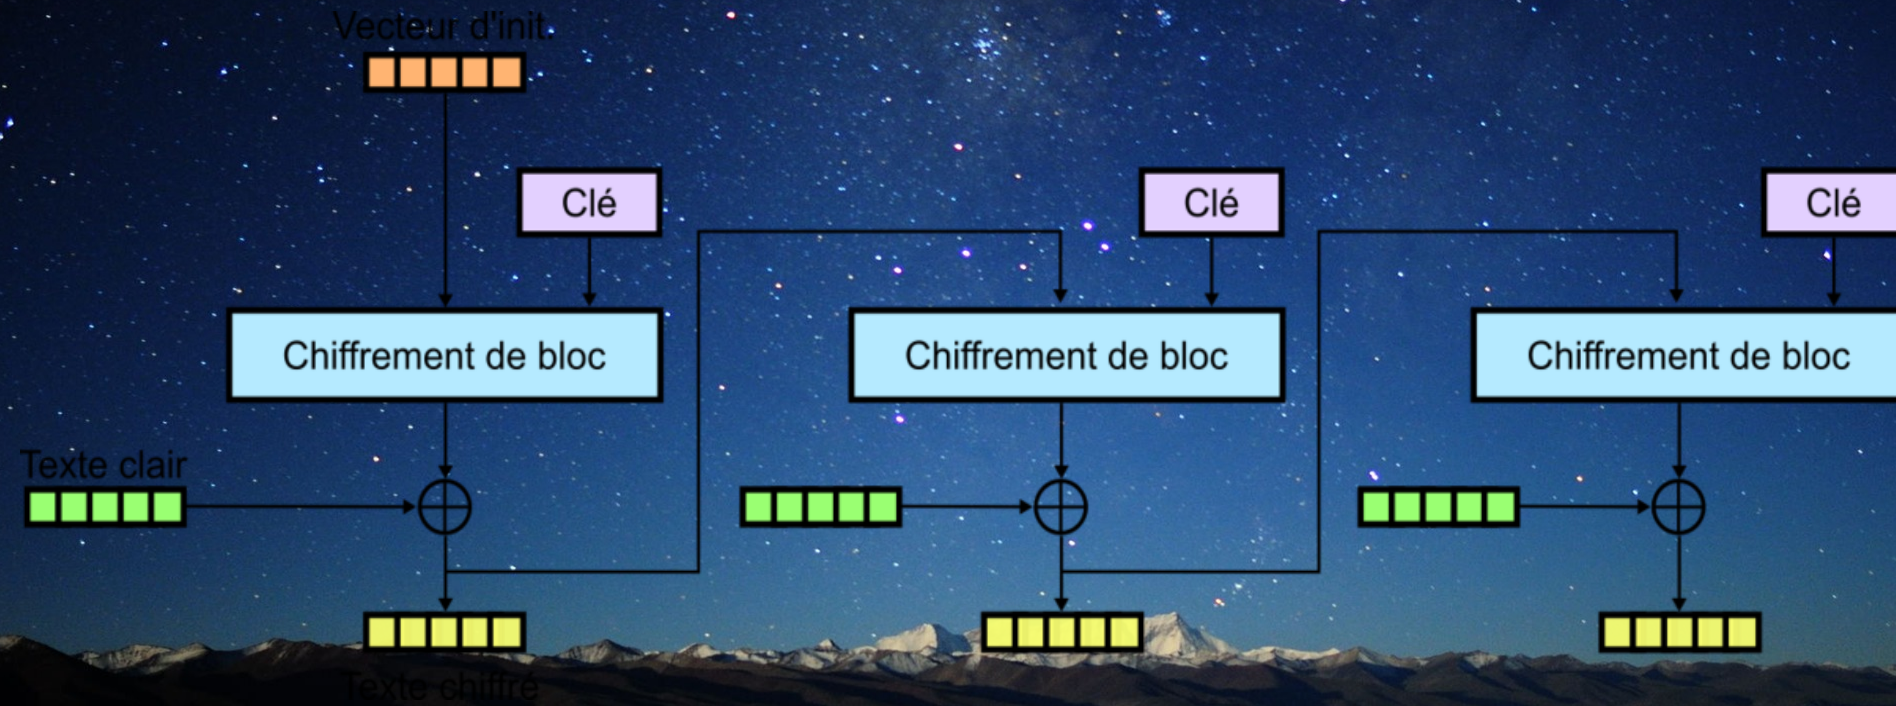 Vecteur d'init.
Clé
Clé
Clé
Chiffrement de bloc
Chiffrement de bloc
Chiffrement de bloc
Texte clair
Texte chiffré